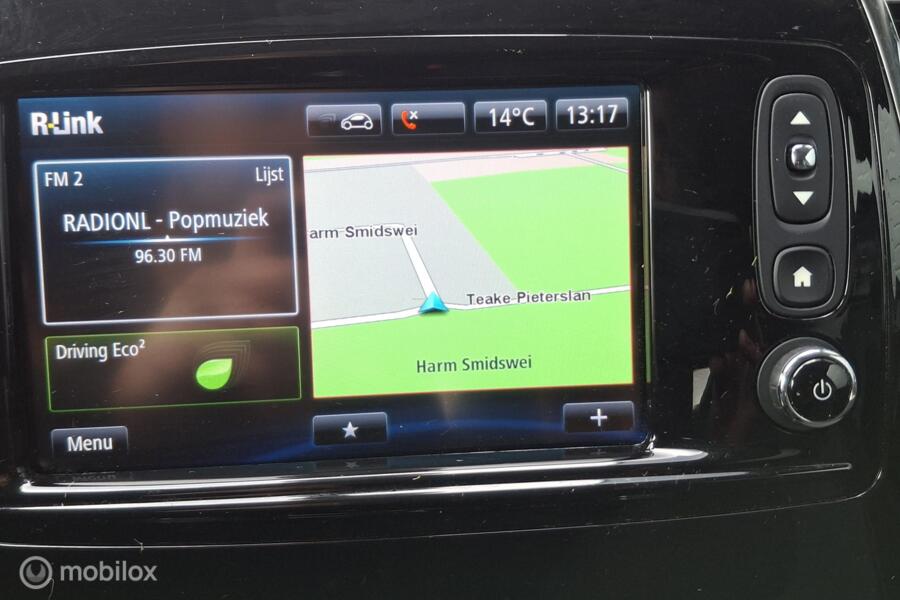 R-Link
14°C
13:17
FM 2
Lijst
RADIONL - Popmuziek
96.30 FM
arm Smidswei
Teake Pieterslan
Harm Smidswei
Driving Eco²
Menu
mobilox